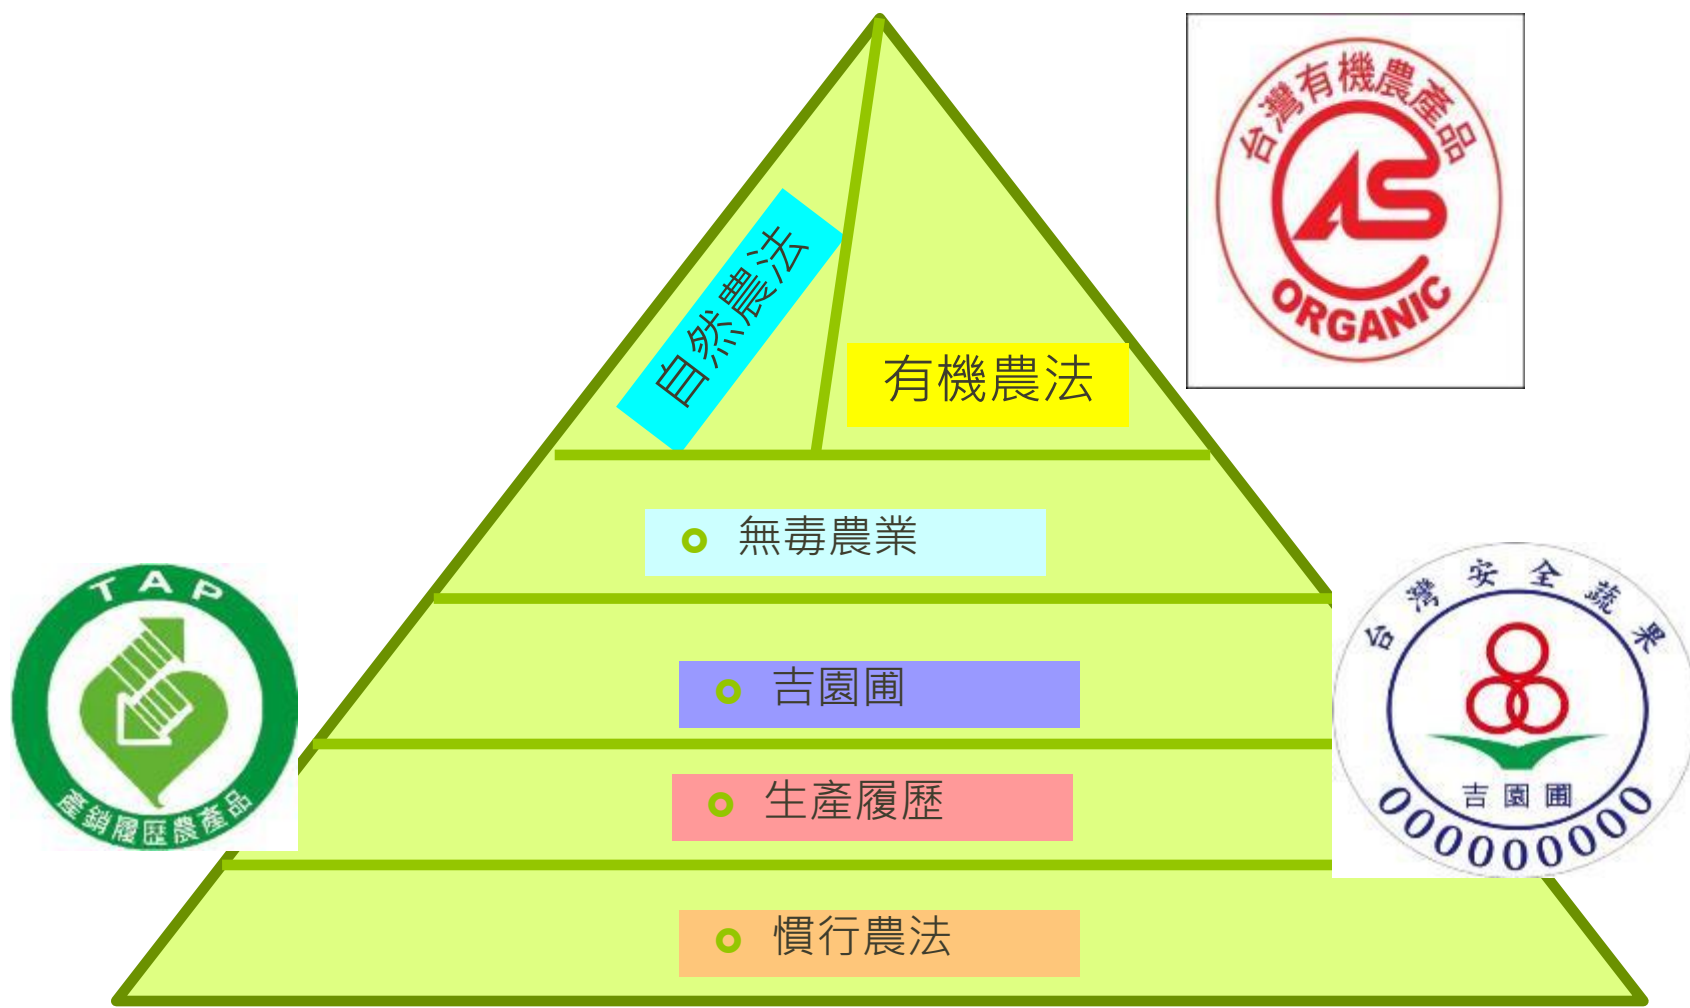 台灣有機農產品
CAS
ORGANIC
自然農法
有機農法
無毒農業
TAP
產銷履歷農產品
台灣安全蔬果
吉園圃
吉園圃
000000000
生產履歷
慣行農法